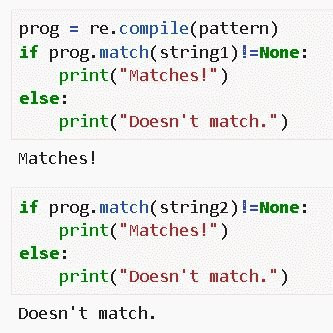 prog = re.compile(pattern)
if prog.match(string1)!=None:
    print("Matches!")
else:
    print("Doesn't match.")
Matches!
if prog.match(string2)!=None:
    print("Matches!")
else:
    print("Doesn't match.")
Doesn't match.